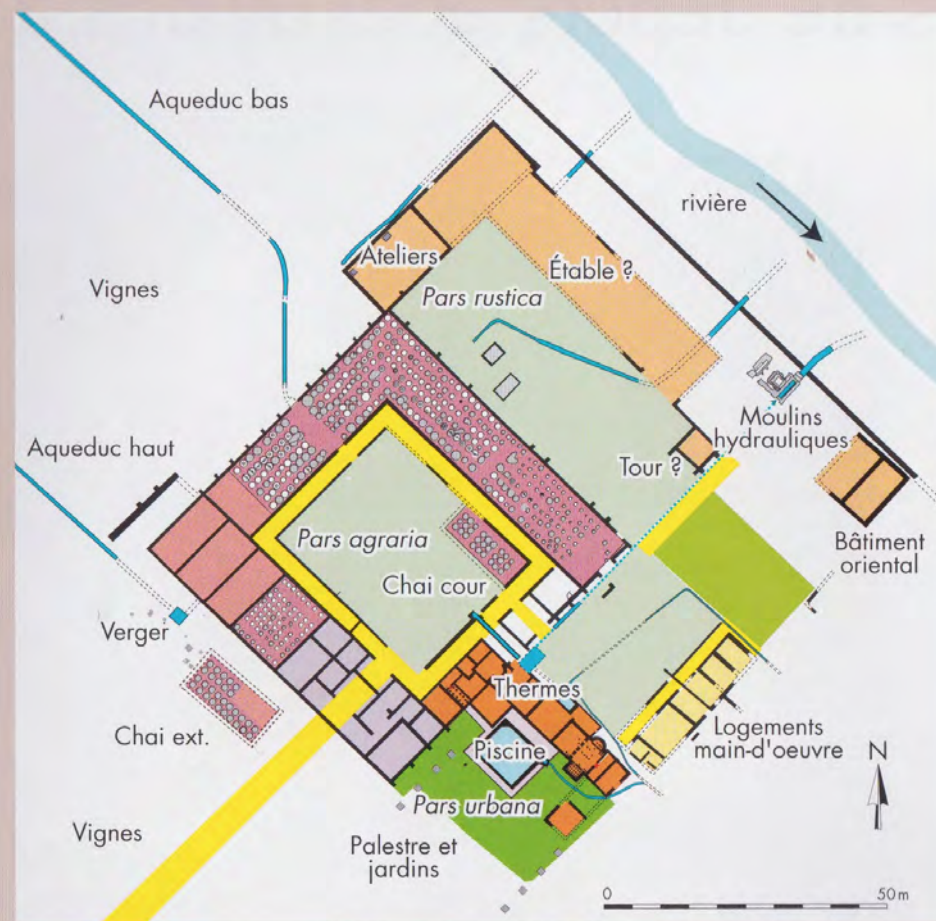 Aqueduc bas
rivière
Ateliers
Étable ?
Vignes
Pars rustica
Moulins
hydrauliques
Aqueduc haut
Tour ?
Pars agraria
Bâtiment
oriental
Chai cour
Verger
Thermes
Chai ext.
Logements
main-d'oeuvre
Piscine
N
Pars urbana
Vignes
Palestre et
jardins
0
50 m